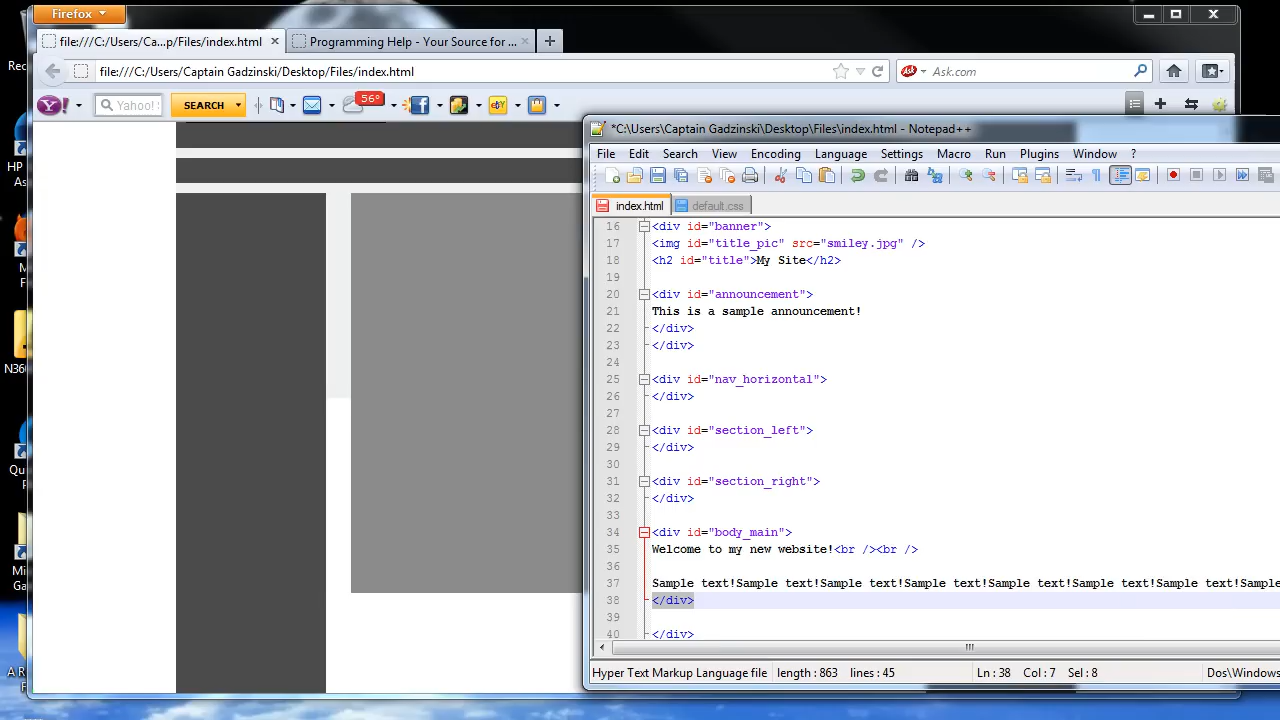 Firefox
file:///C:/Users/Ca...p/Files/index.html
Programming Help - Your Source for ...
file:///C:/Users/Captain Gadzinski/Desktop/Files/index.html
Ask.com
Yahoo!
SEARCH
56°
Rec
HP
As
M
F
N360
Qu
Min
G
A R
F
*C:\Users\Captain Gadzinski\Desktop\Files\index.html - Notepad++
File Edit Search View Encoding Language Settings Macro Run Plugins Window ?
index.html default.css
16 <div id="banner">
17 <img id="title_pic" src="smiley.jpg" />
18 <h2 id="title">My Site</h2>
19
20 <div id="announcement">
21 This is a sample announcement!
22 </div>
23 </div>
24
25 <div id="nav_horizontal">
26 </div>
27
28 <div id="section_left">
29 </div>
30
31 <div id="section_right">
32 </div>
33
34 <div id="body_main">
35 Welcome to my new website!<br /><br />
36
37 Sample text!Sample text!Sample text!Sample text!Sample text!Sample text!Sample text!Sample
38 </div>
39
40 </div>
Hyper Text Markup Language file length : 863 lines : 45 Ln : 38 Col : 7 Sel : 8 Dos\Windows